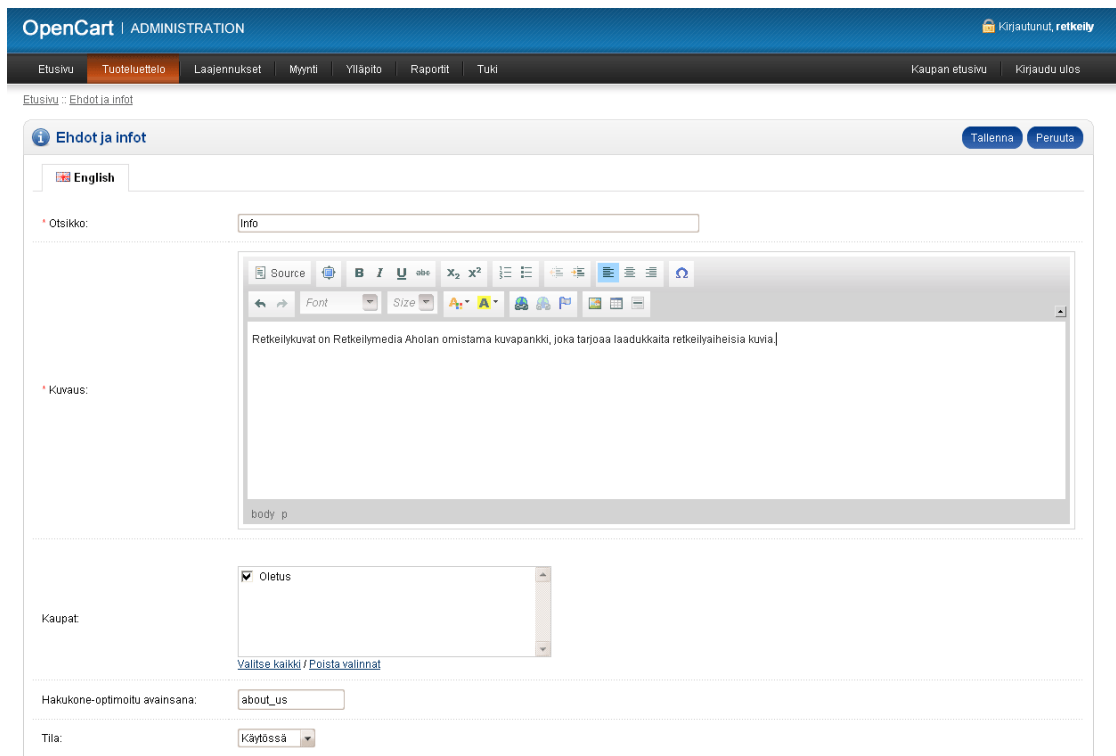 OpenCart | ADMINISTRATION
Kirjautunut, retkeily
Etusivu Tuoteluettelo Laajennukset Myynti Ylläpito Raportit Tuki Kaupan etusivu Kirjaudu ulos
Etusivu :: Ehdot ja infot
Ehdot ja infot
Tallenna Peruuta
English
* Otsikko: Info
Source B I U abc X₂ X² Ω
Font Size A A
Retkeilykuvat on Retkeilymedia Aholan omistama kuvapankki, joka tarjoaa laadukkaita retkeilyaiheisia kuvia.
* Kuvaus:
body p
Oletus
Kaupat:
Valitse kaikki / Poista valinnat
Hakukone-optimoitu avainsana: about_us
Tila: Käytössä